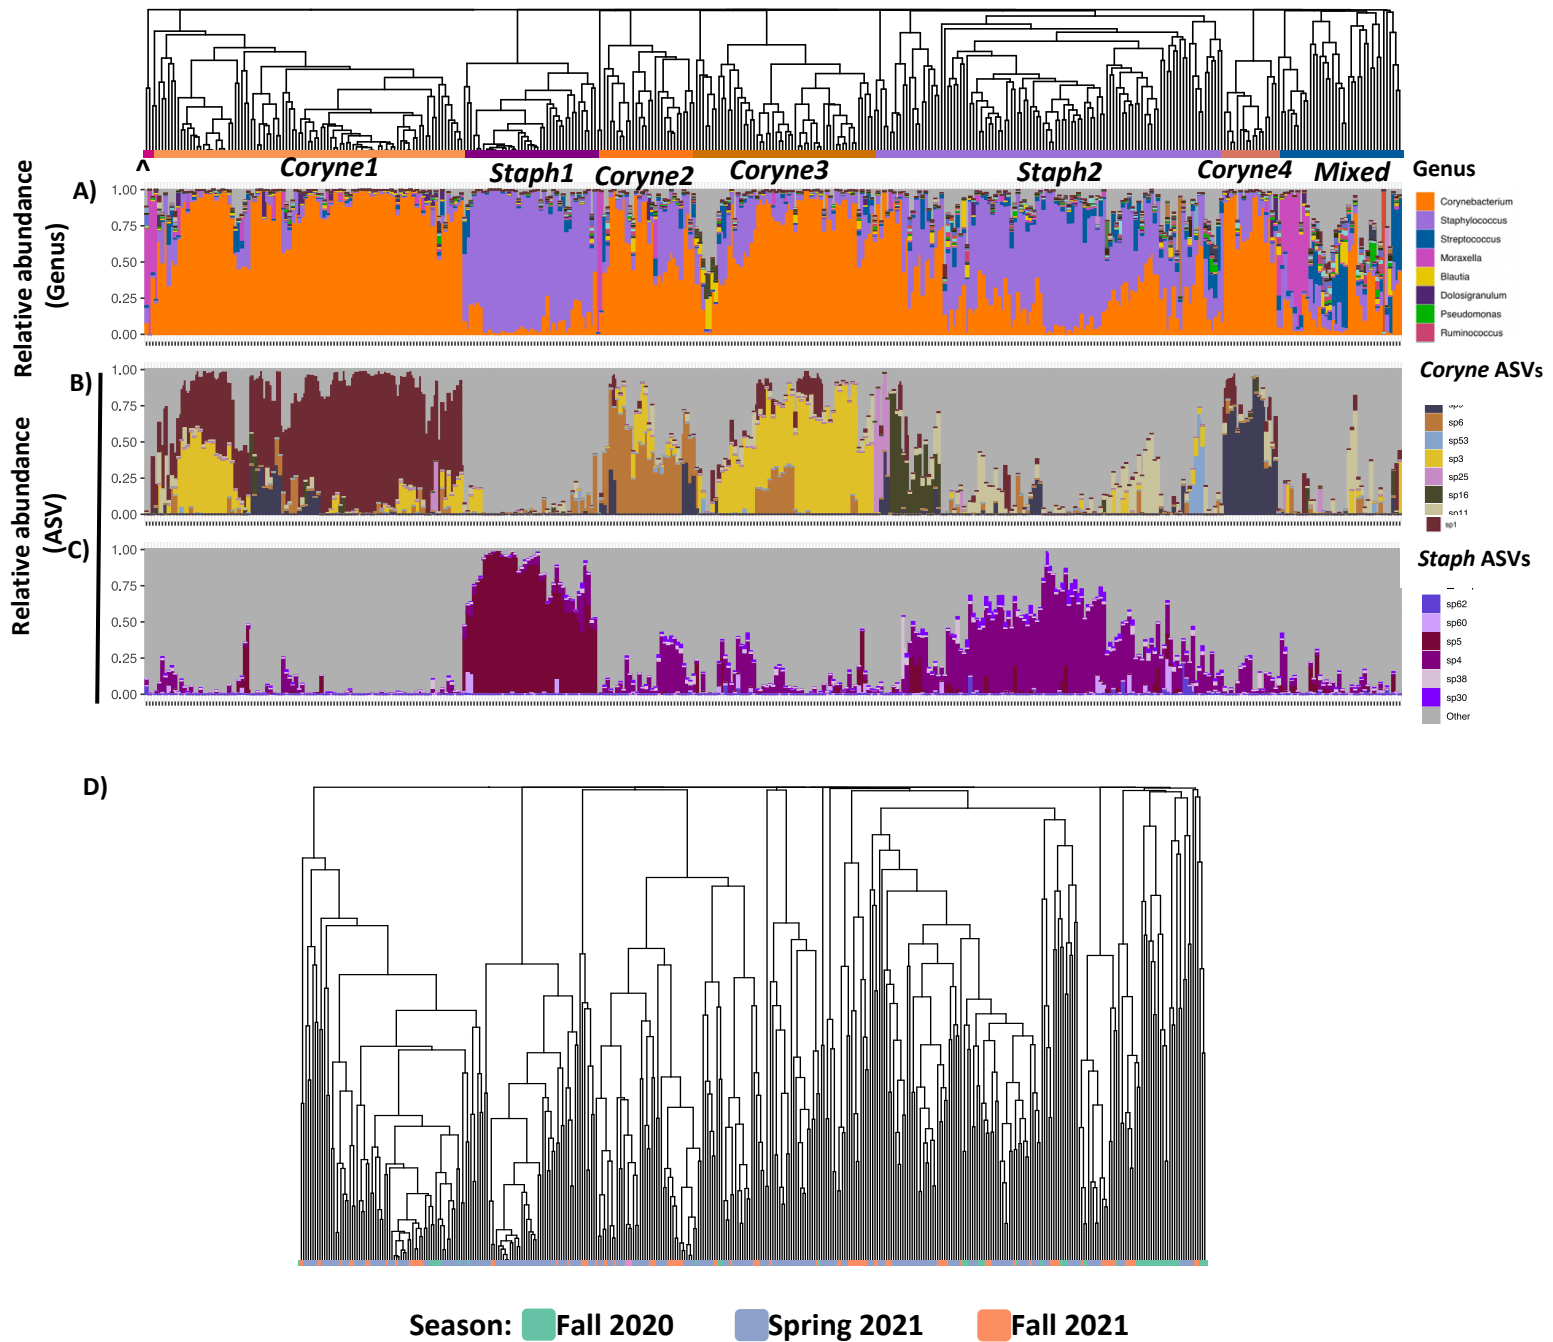 ^ Coryne1 Staph1 Coryne2 Coryne3 Staph2 Coryne4 Mixed
A)
Relative abundance
(Genus)
1.00
0.75
0.50
0.25
0.00
Genus
Corynebacterium
Staphylococcus
Streptococcus
Moraxella
Blautia
Dolosigranulum
Pseudomonas
Ruminococcus
B)
Relative abundance
(ASV)
1.00
0.75
0.50
0.25
0.00
Coryne ASVs
sp6
sp53
sp3
sp25
sp16
sp11
sp1
C)
1.00
0.75
0.50
0.25
0.00
Staph ASVs
sp62
sp60
sp5
sp4
sp38
sp30
Other
D)
Season: Fall 2020 Spring 2021 Fall 2021